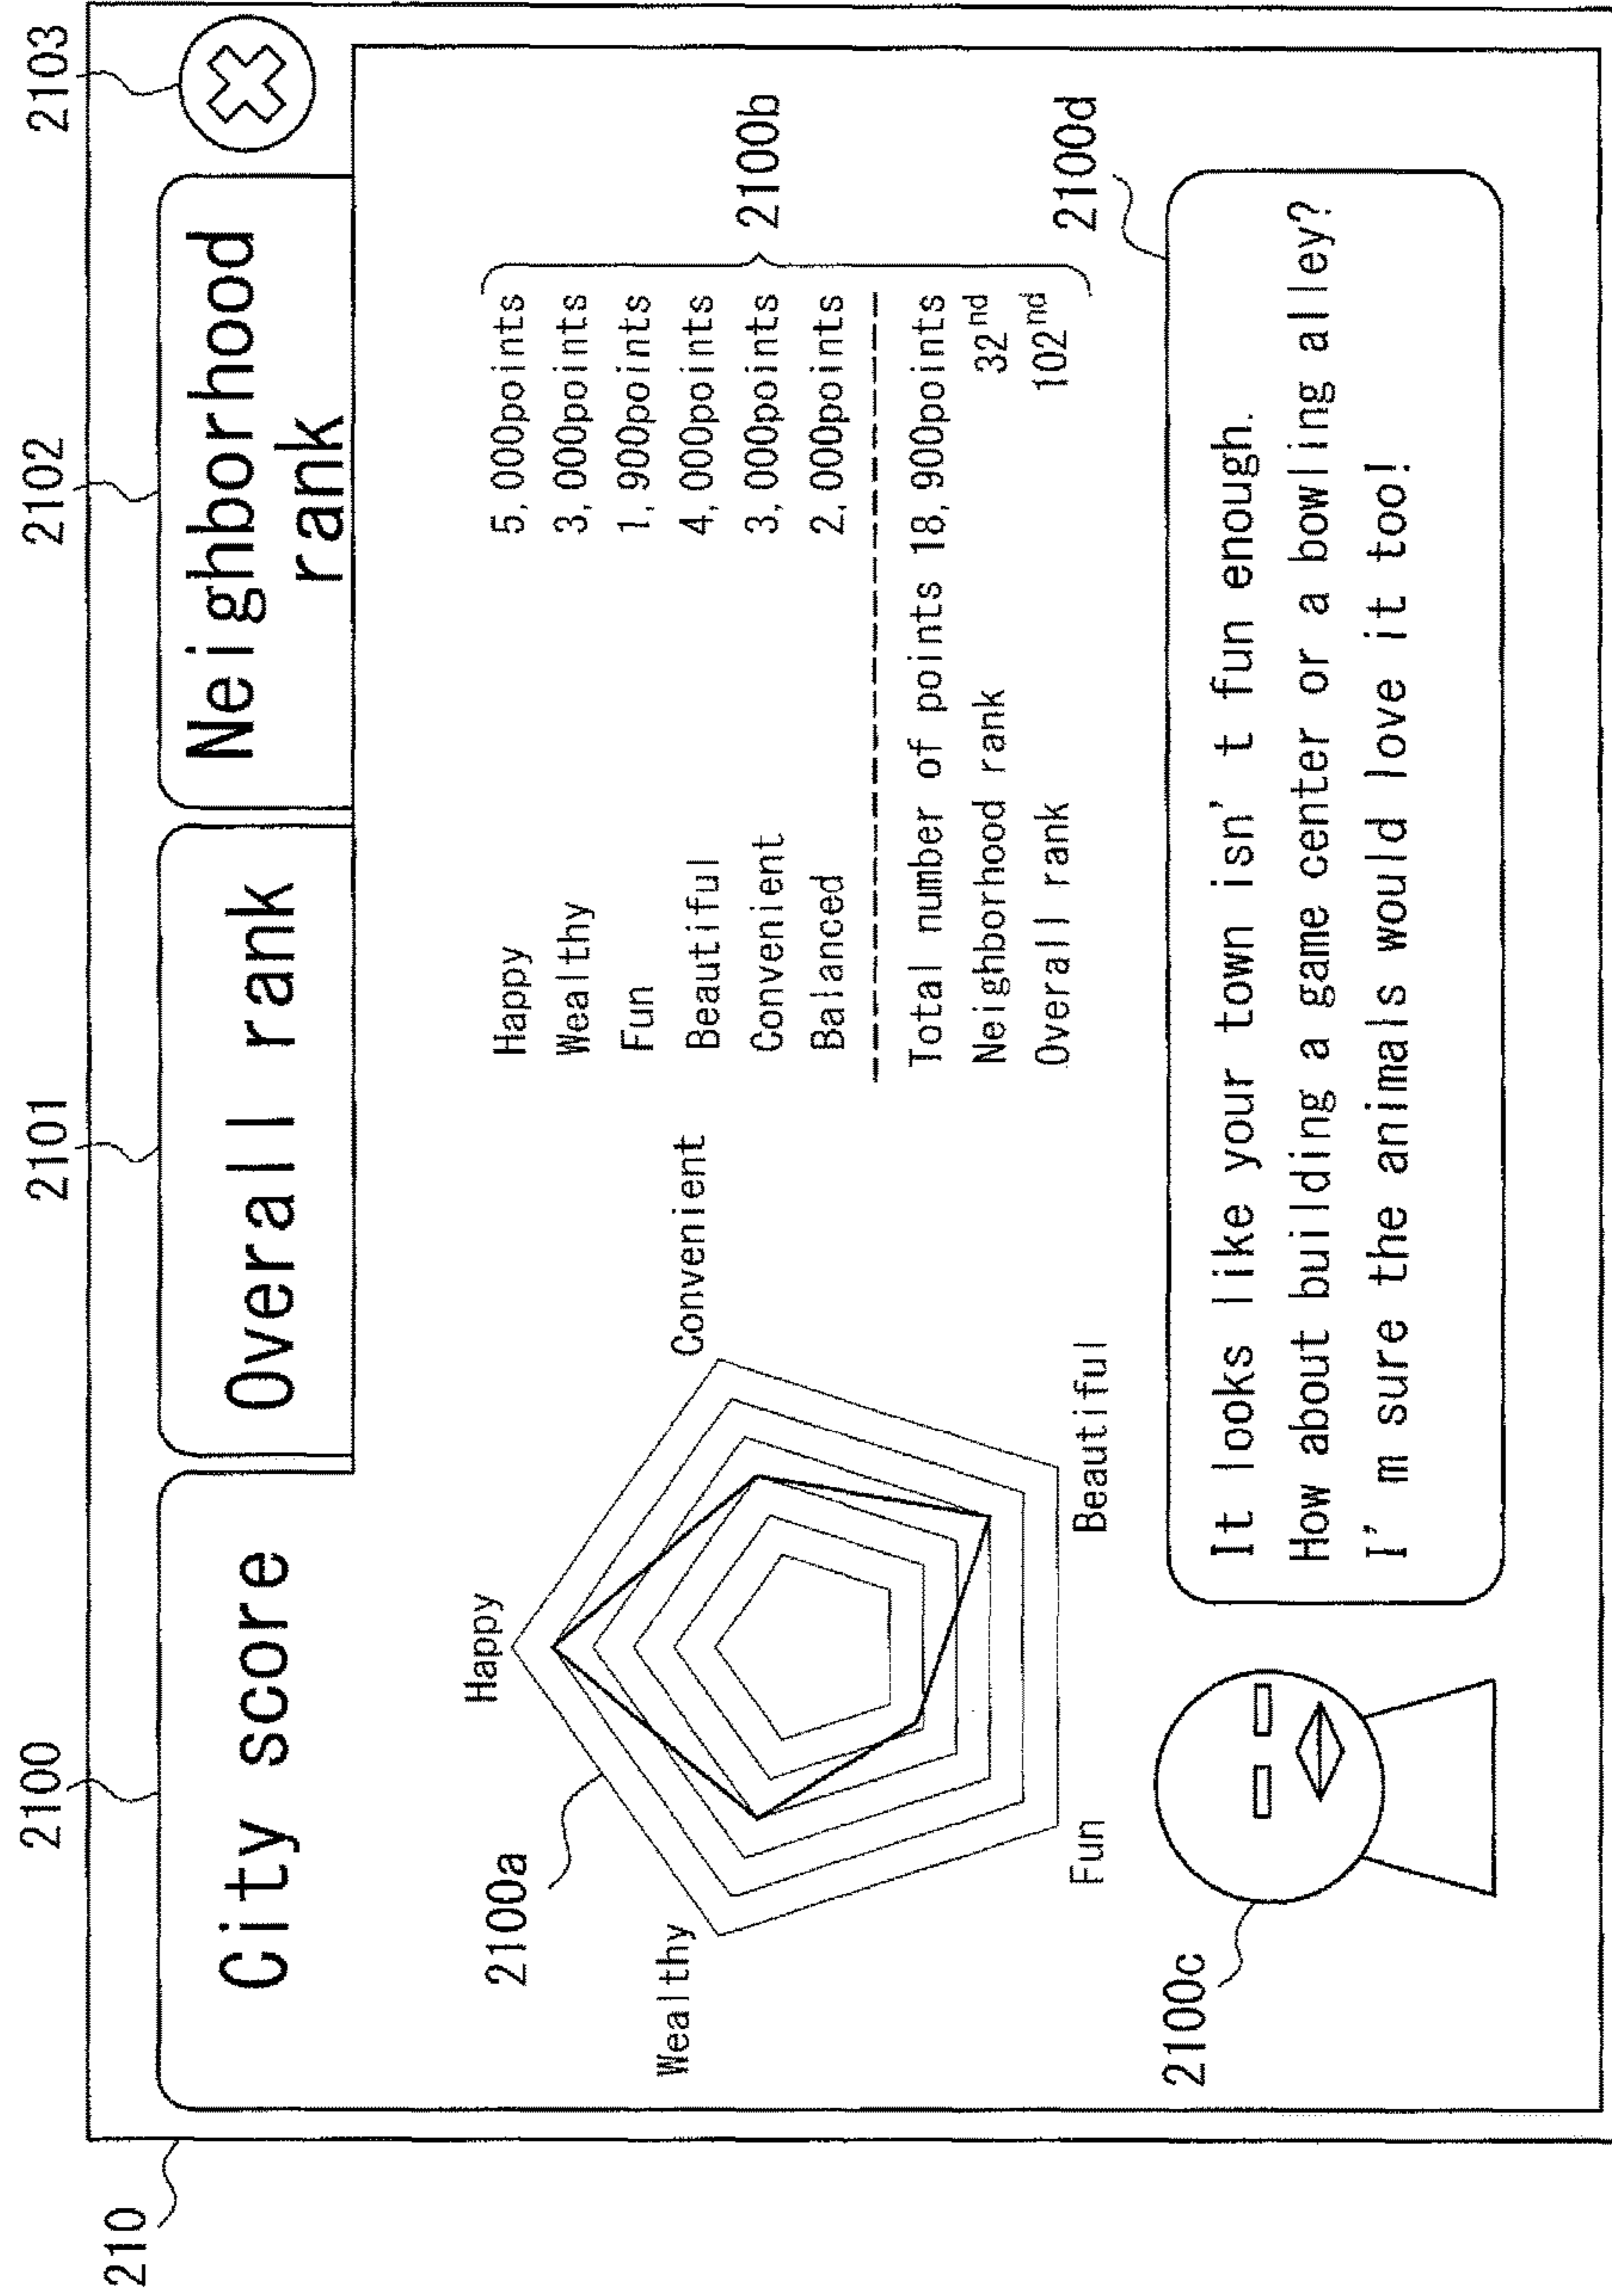 210
2100
2101
2102
2103
City score
Overall rank
Neighborhood
rank
2100a
Happy
Wealthy
Convenient
Fun
Beautiful
Happy 5,000points
Wealthy 3,000points
Fun 1,900points
Beautiful 4,000points
Convenient 3,000points
Balanced 2,000points
Total number of points 18,900points
Neighborhood rank 32nd
Overall rank 102nd
2100b
2100c
2100d
It looks like your town isn't fun enough.
How about building a game center or a bowling alley?
I'm sure the animals would love it too!